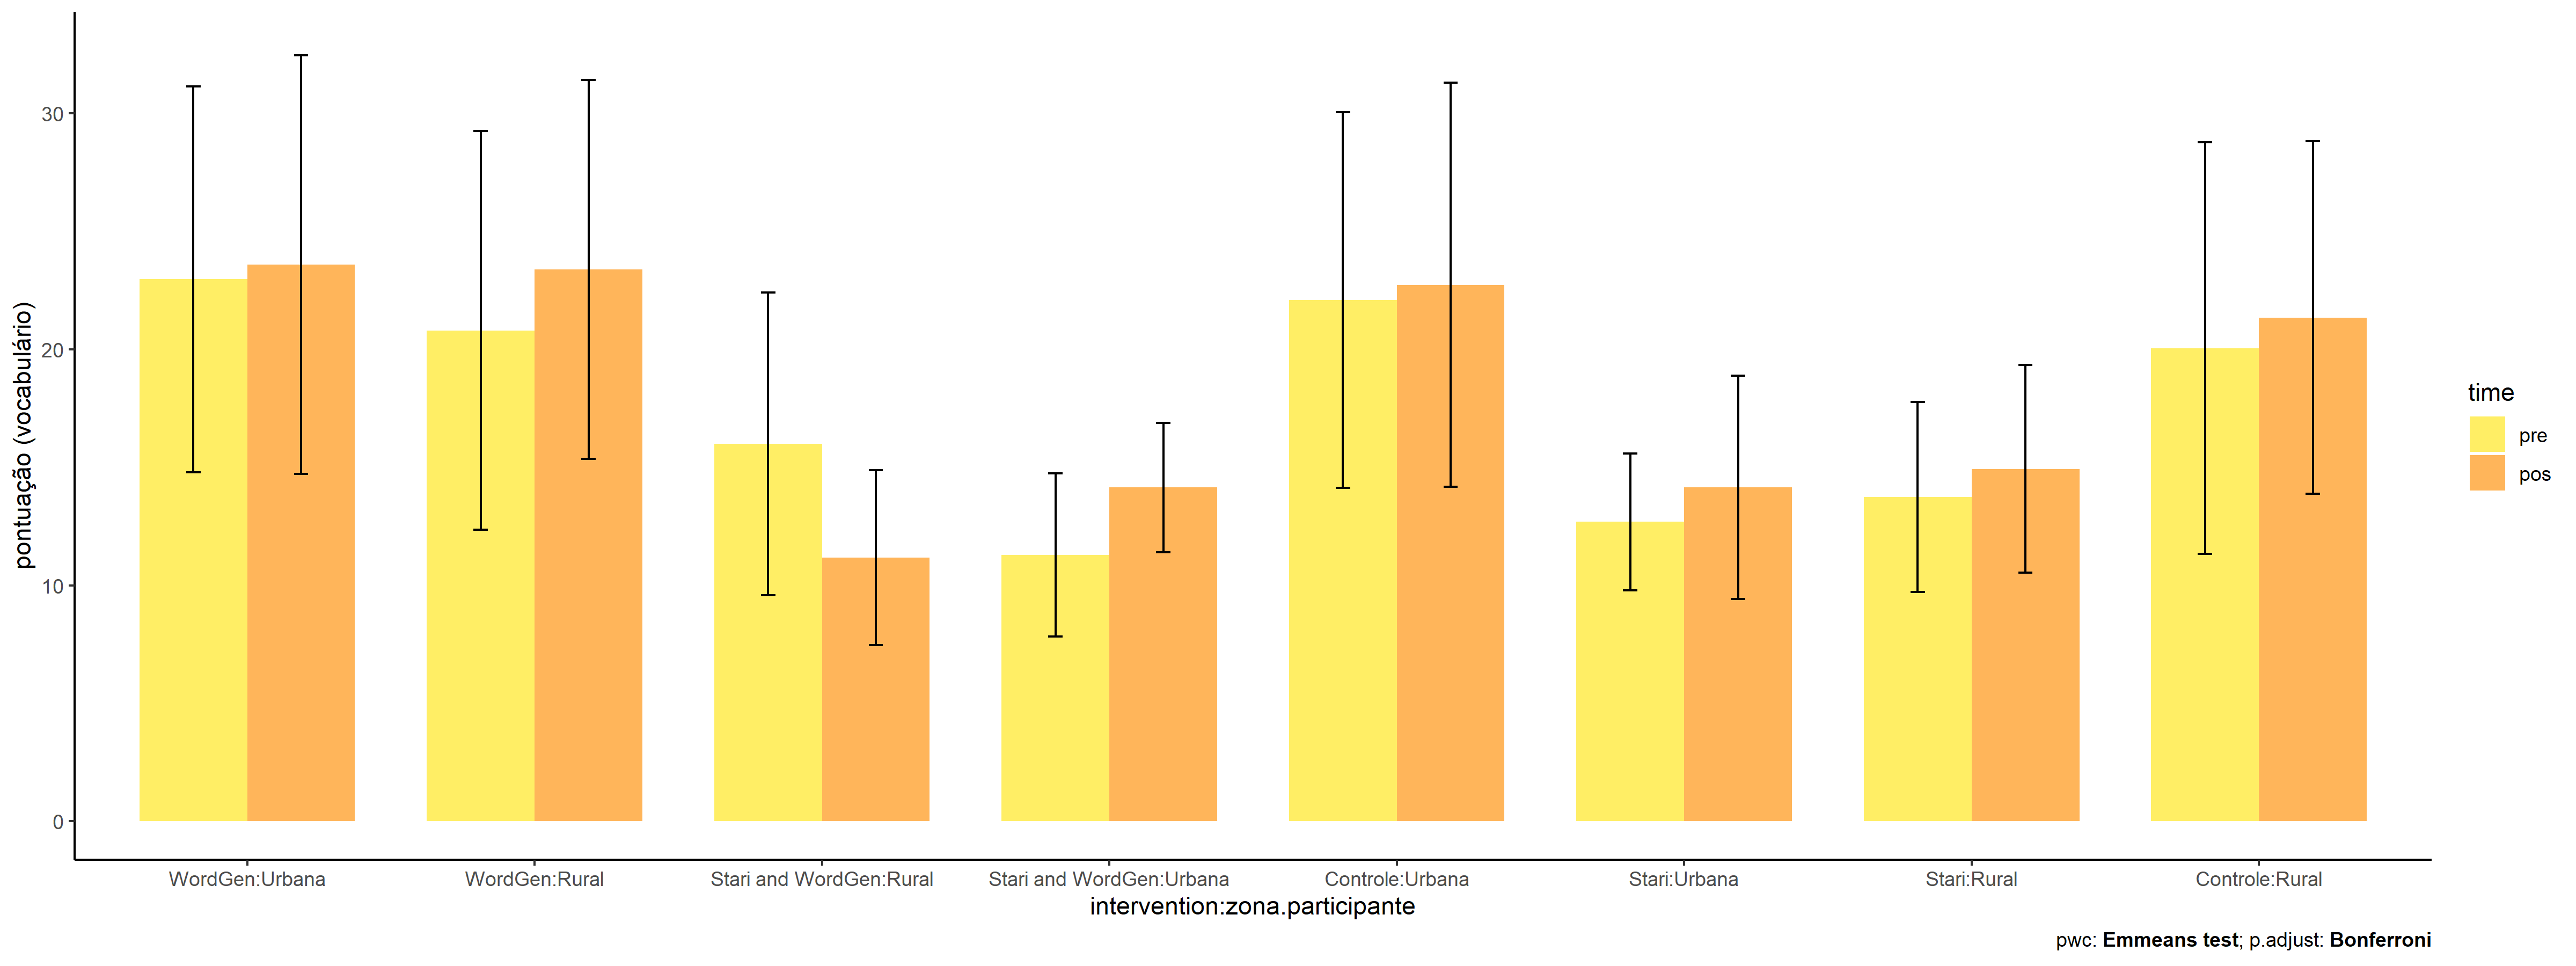 pontuação (vocabulário)
30
20
10
0
WordGen:Urbana
WordGen:Rural
Stari and WordGen:Rural
Stari and WordGen:Urbana
Controle:Urbana
Stari:Urbana
Stari:Rural
Controle:Rural
intervention:zona.participante
time
pre
pos
pwc: Emmeans test; p.adjust: Bonferroni